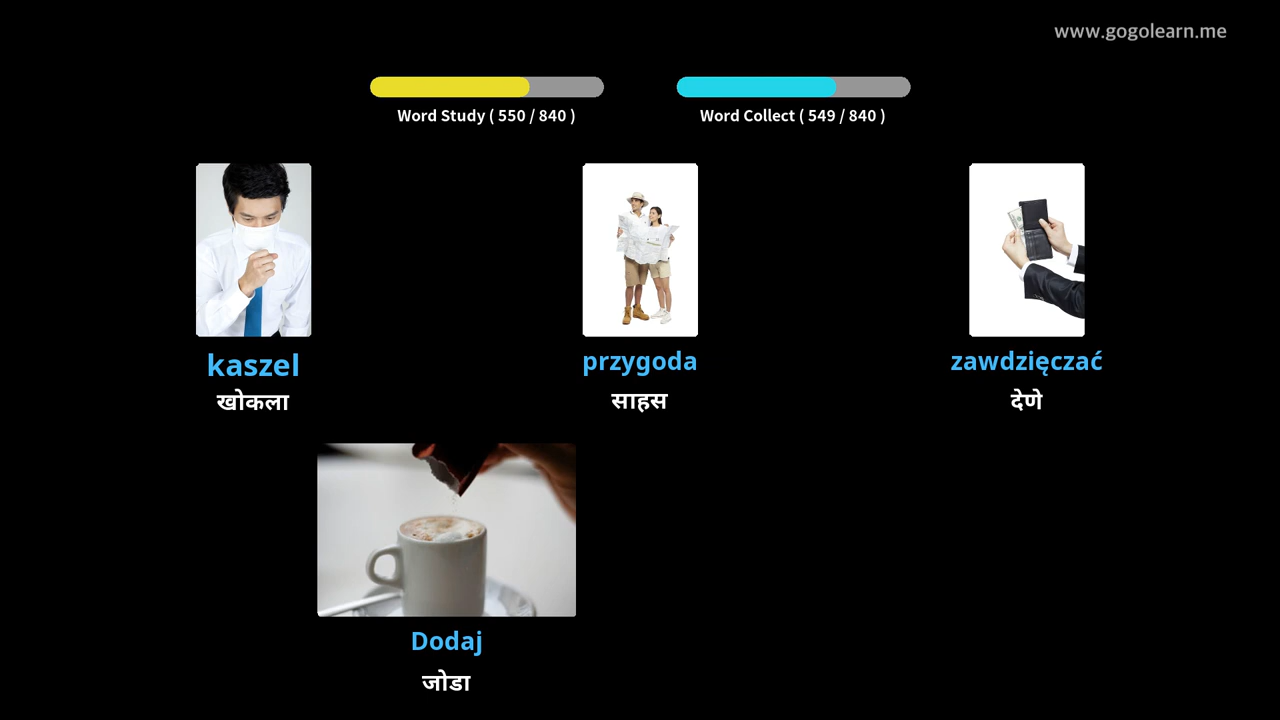 www.gogolearn.me
Word Study ( 550 / 840 )
Word Collect ( 549 / 840 )
kaszel
खोकला
przygoda
साहस
zawdzięczać
देणे
Dodaj
जोडा